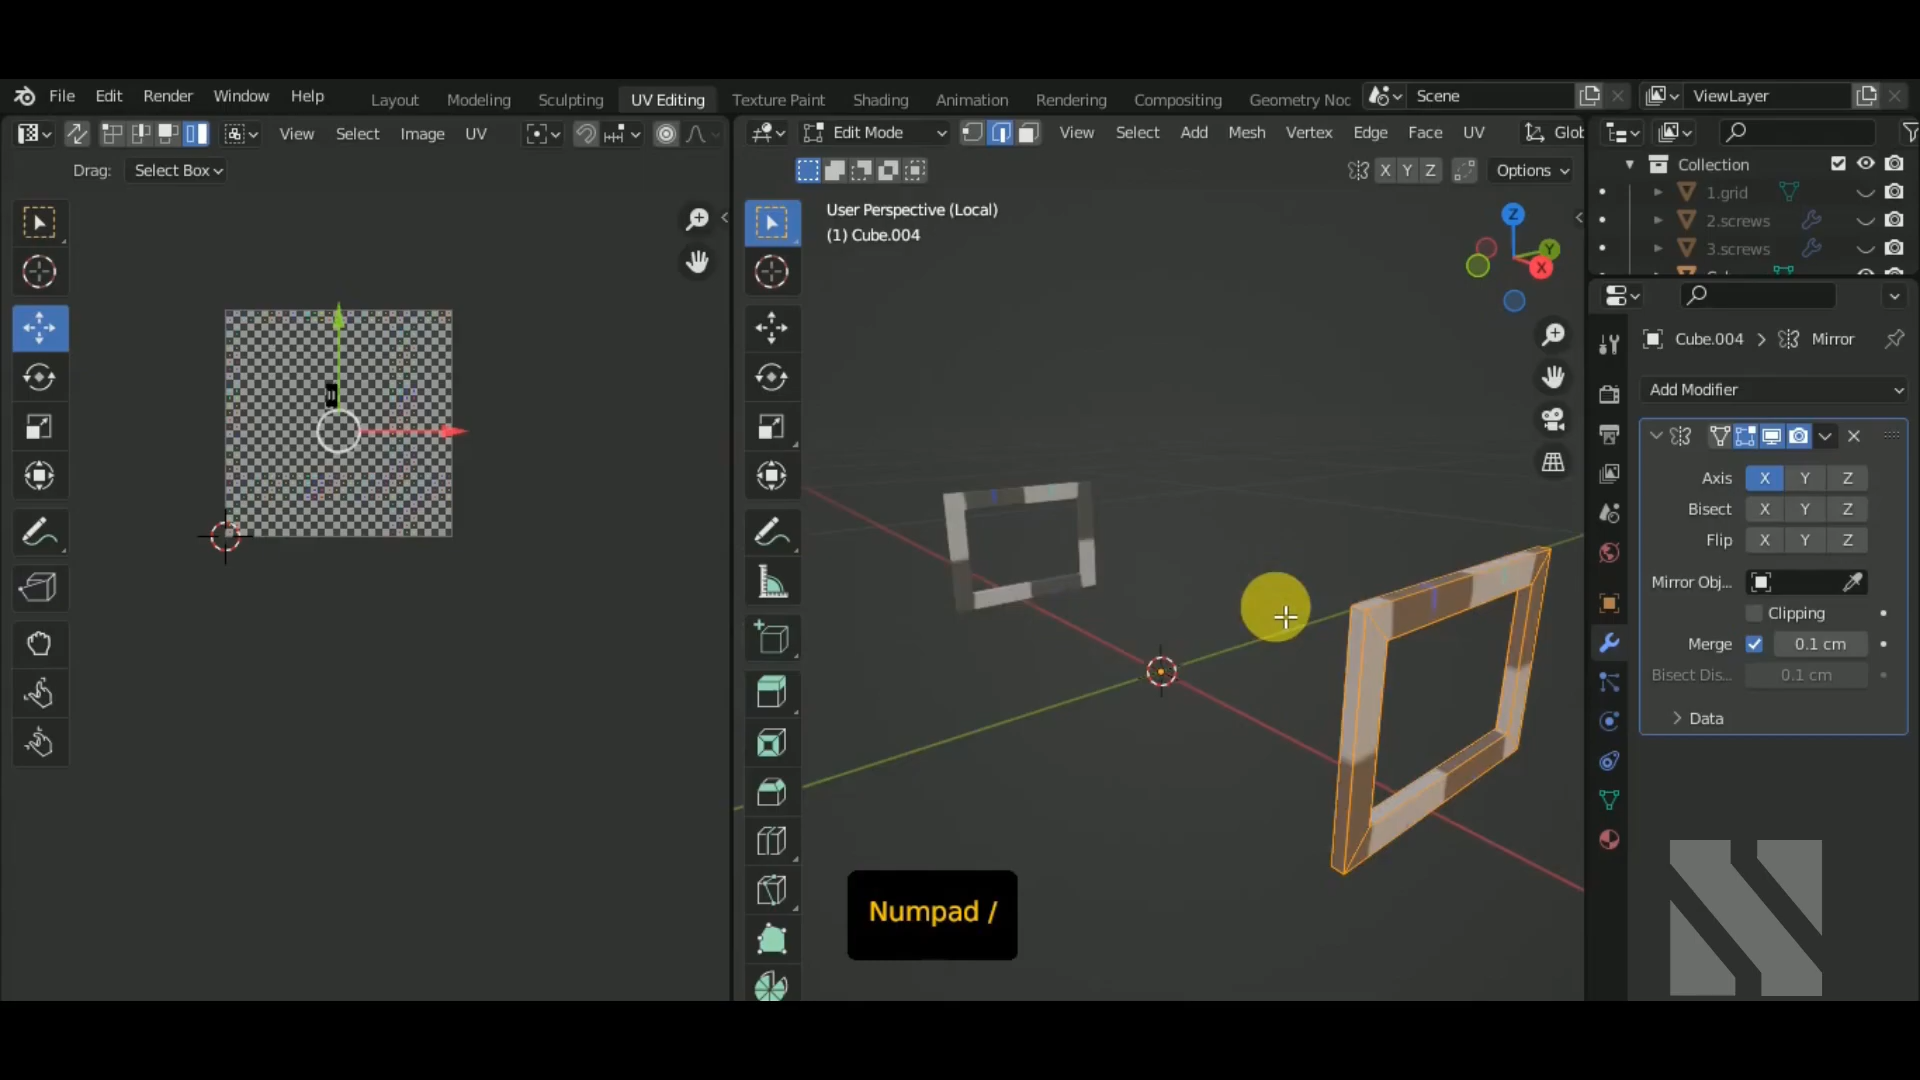 File Edit Render Window Help Layout Modeling Sculpting UV Editing Texture Paint Shading Animation Rendering Compositing Geometry Noc Scene ViewLayer
View Select Image UV Edit Mode View Select Add Mesh Vertex Edge Face UV Glob
Drag: Select Box X Y Z Options Collection
1.grid
User Perspective (Local) 2.screws
(1) Cube.004 3.screws
Z
Y
X
Cube.004 > Mirror
Add Modifier
Axis X Y Z
Bisect X Y Z
Flip X Y Z
Mirror Obj...
Clipping
Merge 0.1 cm
Bisect Dis... 0.1 cm
Data
Numpad /